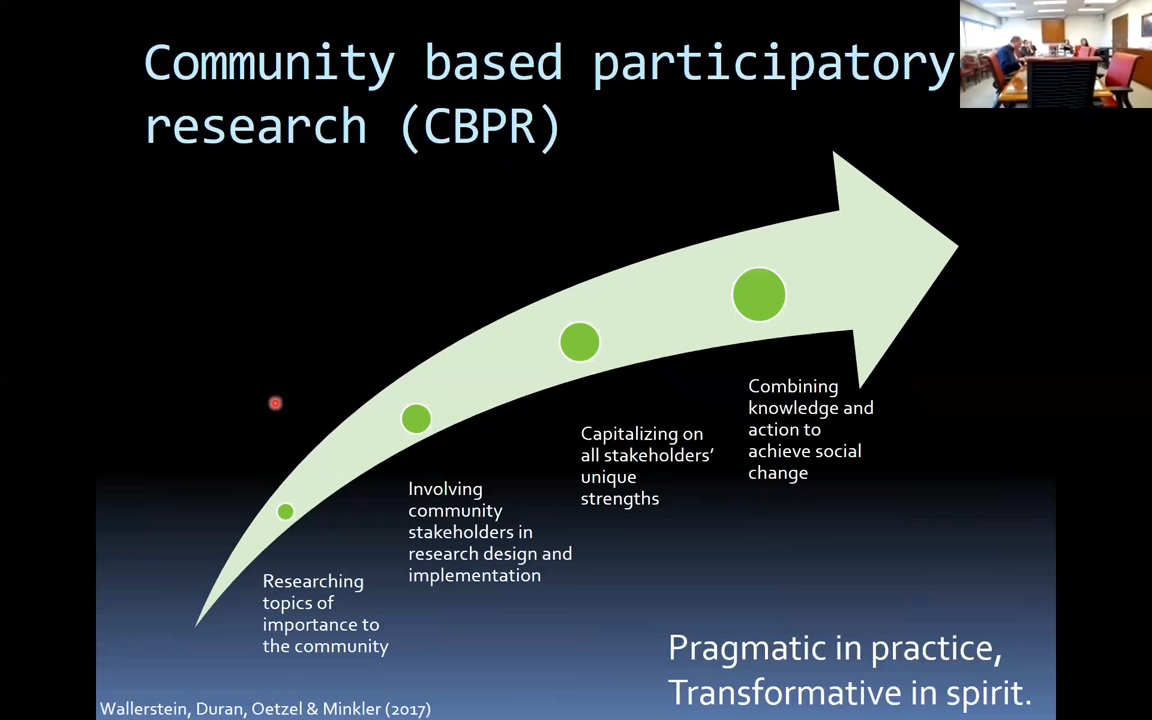 Community based participatory
research (CBPR)
Researching
topics of
importance to
the community
Involving
community
stakeholders in
research design and
implementation
Capitalizing on
all stakeholders’
unique
strengths
Combining
knowledge and
action to
achieve social
change
Pragmatic in practice,
Transformative in spirit.
Wallerstein, Duran, Oetzel & Minkler (2017)